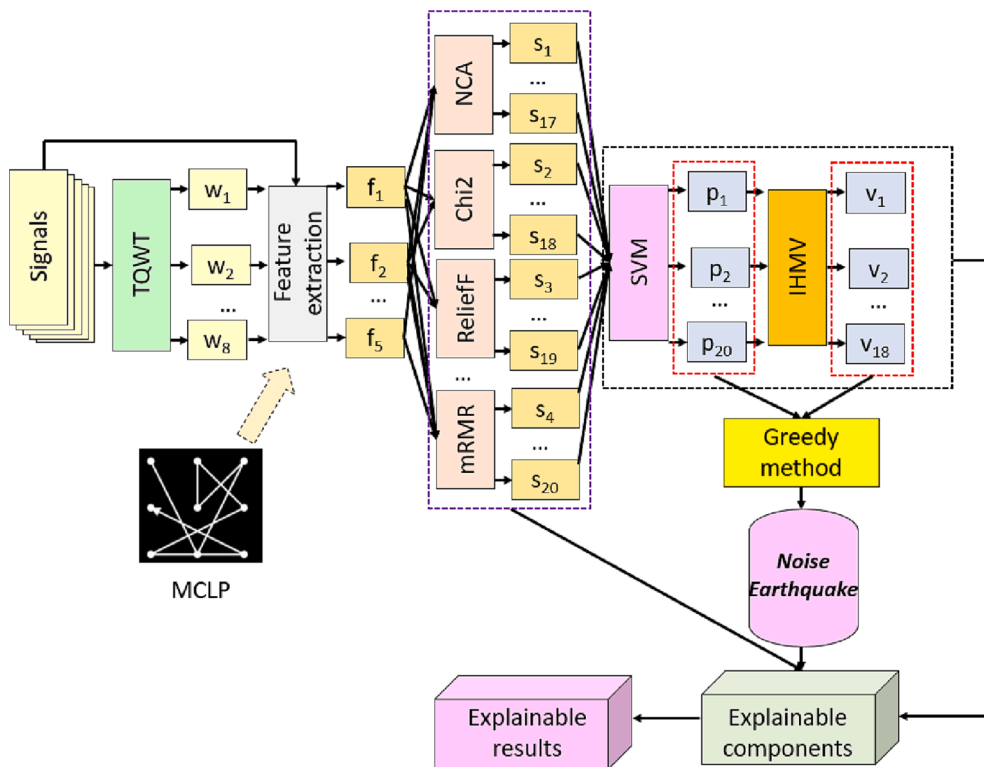 Signals
TQWT
w1
w2
...
w8
Feature
extraction
MCLP
f1
f2
...
f5
NCA
Chi2
ReliefF
...
mRMR
s1
...
s17
s2
...
s18
s3
...
s19
s4
...
s20
SVM
p1
p2
...
p20
IHMV
v1
v2
...
v18
Greedy
method
Noise
Earthquake
Explainable
components
Explainable
results